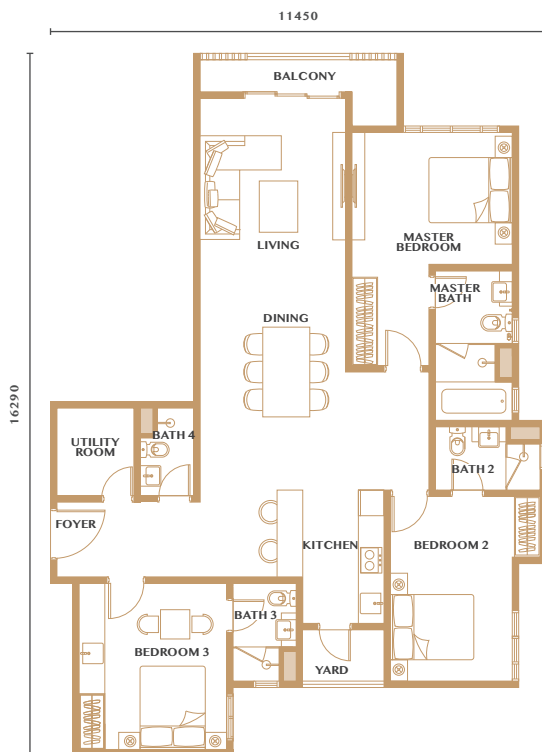 11450
BALCONY
LIVING
MASTER
BEDROOM
MASTER
BATH
DINING
16290
UTILITY
ROOM
BATH 4
BATH 2
FOYER
KITCHEN
BEDROOM 2
BATH 3
BEDROOM 3
YARD